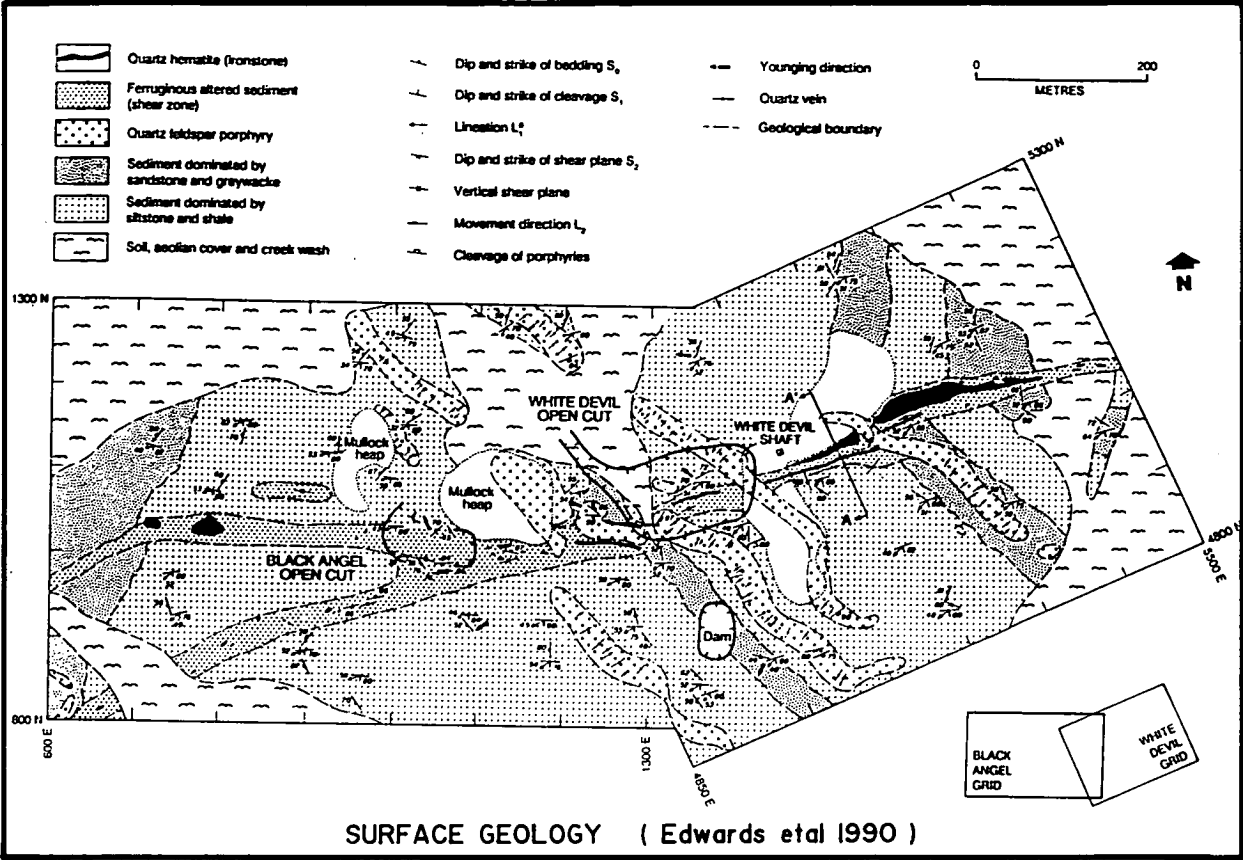 Quartz hematite (ironstone)
Ferruginous altered sediment
(shear zone)
Quartz feldspar porphyry
Sediment dominated by
sandstone and greywacke
Sediment dominated by
siltstone and shale
Soil, aeolian cover and creek wash
Dip and strike of bedding S₀
Dip and strike of cleavage S₁
Lineation L
Dip and strike of shear plane S₂
Vertical shear plane
Movement direction L₂
Cleavage of porphyries
Younging direction
Quartz vein
Geological boundary
0 200
METRES
5300 N
N
1300 N
WHITE DEVIL
OPEN CUT
A'
WHITE DEVIL
SHAFT
Mullock
heap
Mullock
heap
A
BLACK ANGEL
OPEN CUT
4800 N
5500 E
Dam
800 N
600 E
1300 E
4850 E
BLACK
ANGEL
GRID
WHITE
DEVIL
GRID
SURFACE GEOLOGY ( Edwards etal 1990 )